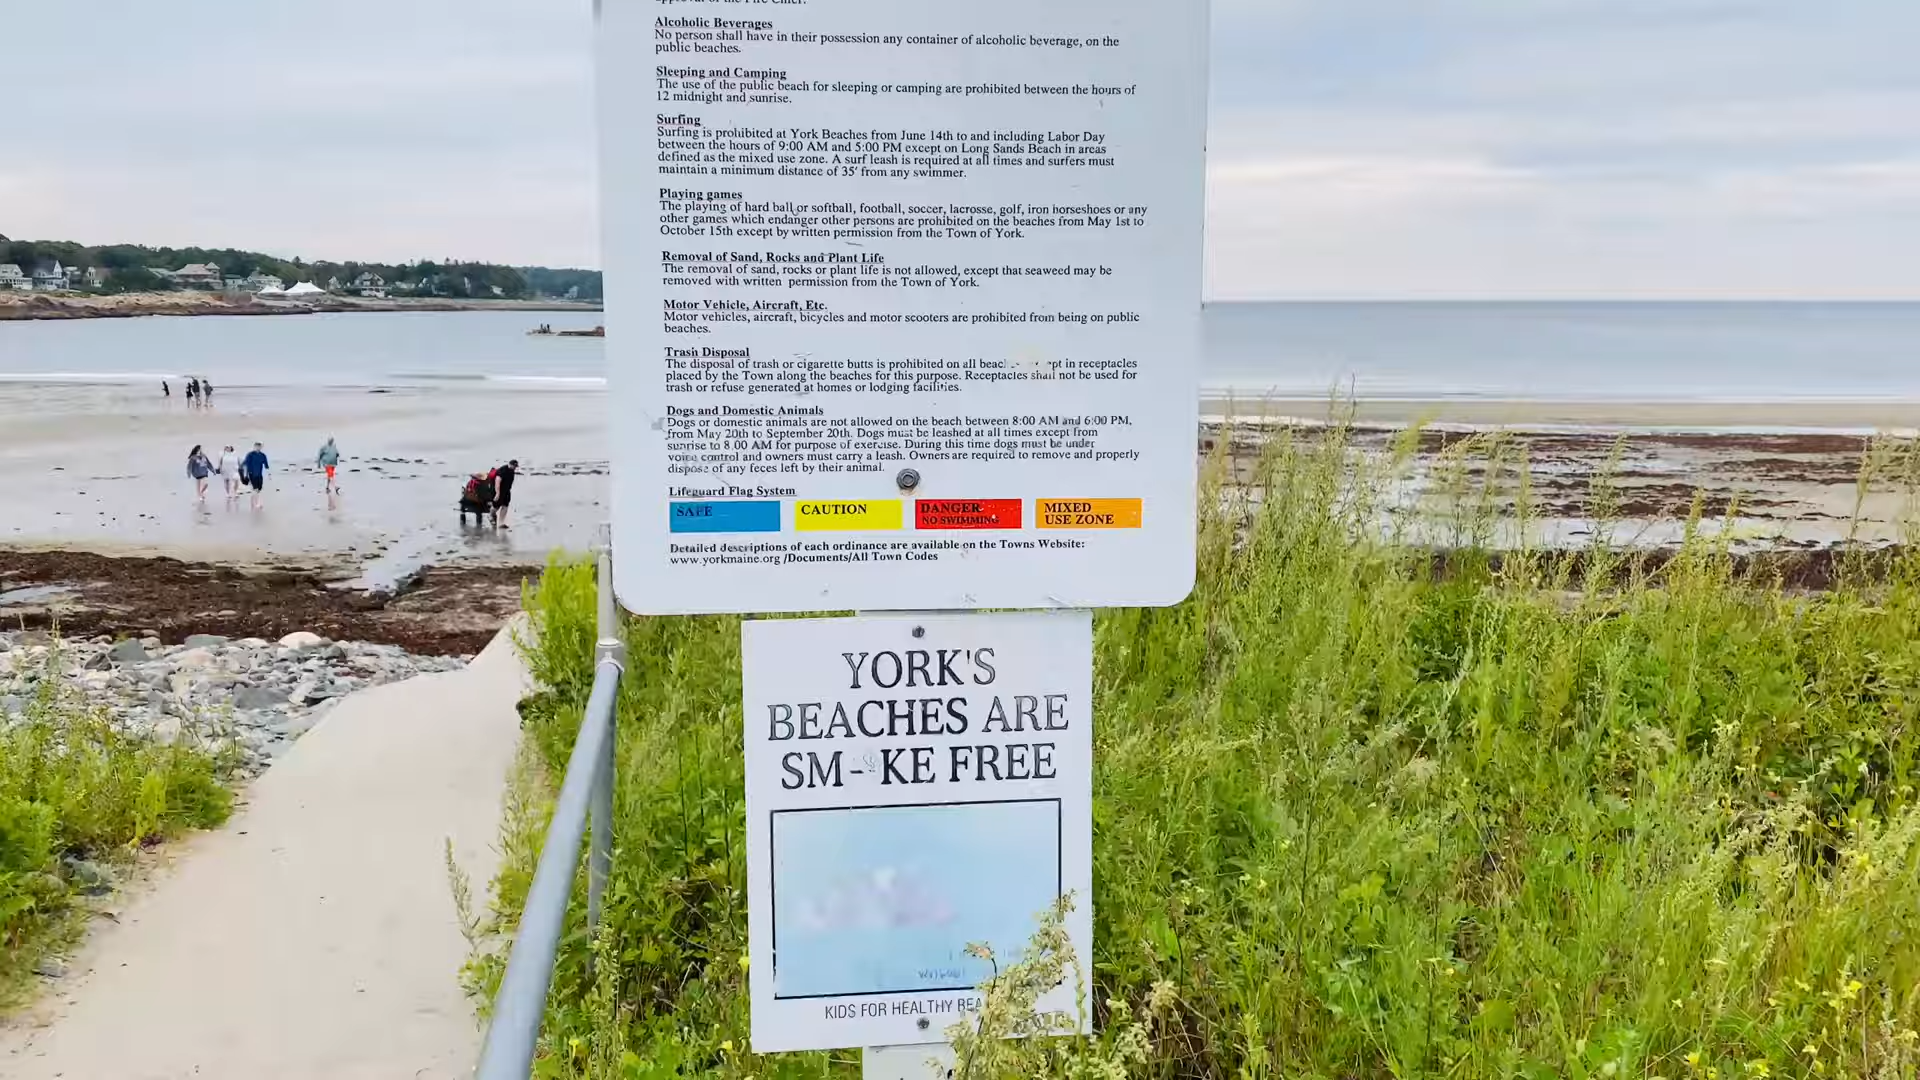 approval of the Fire Chief.
Alcoholic Beverages
No person shall have in their possession any container of alcoholic beverage, on the
public beaches.
Sleeping and Camping
The use of the public beach for sleeping or camping are prohibited between the hours of
12 midnight and sunrise.
Surfing
Surfing is prohibited at York Beaches from June 14th to and including Labor Day
between the hours of 9:00 AM and 5:00 PM except on Long Sands Beach in areas
defined as the mixed use zone. A surf leash is required at all times and surfers must
maintain a minimum distance of 35' from any swimmer.
Playing games
The playing of hard ball or softball, football, soccer, lacrosse, golf, iron horseshoes or any
other games which endanger other persons are prohibited on the beaches from May 1st to
October 15th except by written permission from the Town of York.
Removal of Sand, Rocks and Plant Life
The removal of sand, rocks or plant life is not allowed, except that seaweed may be
removed with written permission from the Town of York.
Motor Vehicle, Aircraft, Etc.
Motor vehicles, aircraft, bicycles and motor scooters are prohibited from being on public
beaches.
Trash Disposal
The disposal of trash or cigarette butts is prohibited on all in receptacles
placed by the Town along the beaches for this purpose. Receptacles shall not be used for
trash or refuse generated at homes or lodging facilities.
Dogs and Domestic Animals
Dogs or domestic animals are not allowed on the beach between 8:00 AM and 6:00 PM,
from May 20th to September 20th. Dogs must be leashed at all times except from
sunrise to 8:00 AM for purpose of exercise. During this time dogs must be under
voice control and owners must carry a leash. Owners are required to remove and properly
dispose of any feces left by their animal.
Lifeguard Flag System
SAFE CAUTION DANGER NO SWIMMING MIXED USE ZONE
Detailed descriptions of each ordinance are available on the Towns Website:
www.yorkmaine.org /Documents/All Town Codes
YORK'S
BEACHES ARE
SM- KE FREE
KIDS FOR HEALTHY